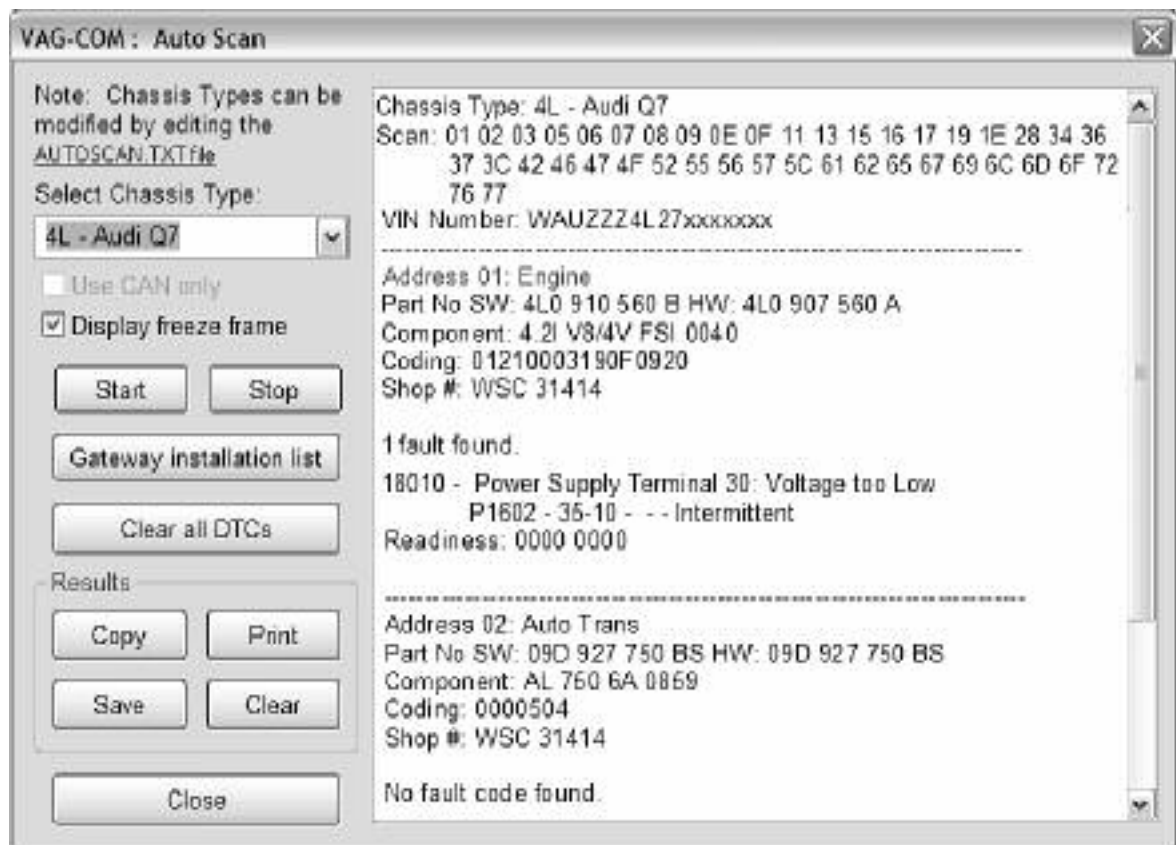 VAG-COM : Auto Scan
Note: Chassis Types can be
modified by editing the
AUTOSCAN.TXT file
Select Chassis Type:
4L - Audi Q7
Use CAN only
Display freeze frame
Start
Stop
Gateway installation list
Clear all DTCs
Results
Copy
Print
Save
Clear
Close
Chassis Type: 4L - Audi Q7
Scan: 01 02 03 05 06 07 08 09 0E 0F 11 13 15 16 17 19 1E 28 34 36
37 3C 42 46 47 4F 52 55 56 57 5C 61 62 65 67 69 6C 6D 6F 72
76 77
VIN Number: WAUZZZ4L27xxxxxxx
Address 01: Engine
Part No SW: 4L0 910 560 B HW: 4L0 907 560 A
Component: 4.2l V8/4V FSI 0040
Coding: 01210003190F0920
Shop #: WSC 31414
1 fault found.
18010 - Power Supply Terminal 30: Voltage too Low
P1602 - 35-10 - - - Intermittent
Readiness: 0000 0000
Address 02: Auto Trans
Part No SW: 09D 927 750 BS HW: 09D 927 750 BS
Component: AL 750 6A 0859
Coding: 0000504
Shop #: WSC 31414
No fault code found.